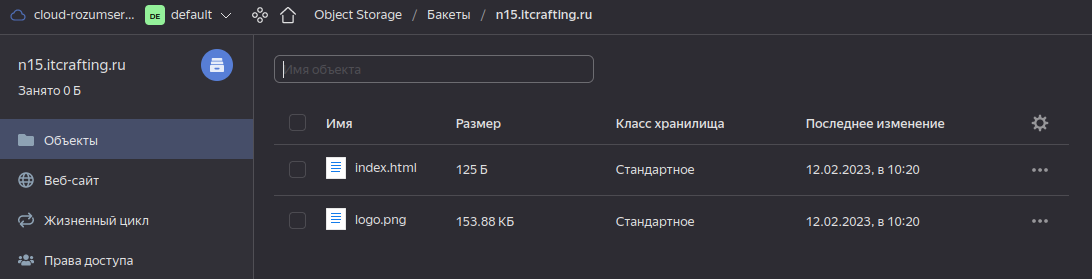 cloud-rozumser... DE default Object Storage / Бакеты / n15.itcrafting.ru
n15.itcrafting.ru
Занято 0 Б
Объекты
Веб-сайт
Жизненный цикл
Права доступа
Имя объекта
Имя Размер Класс хранилища Последнее изменение
index.html 125 Б Стандартное 12.02.2023, в 10:20
logo.png 153.88 КБ Стандартное 12.02.2023, в 10:20